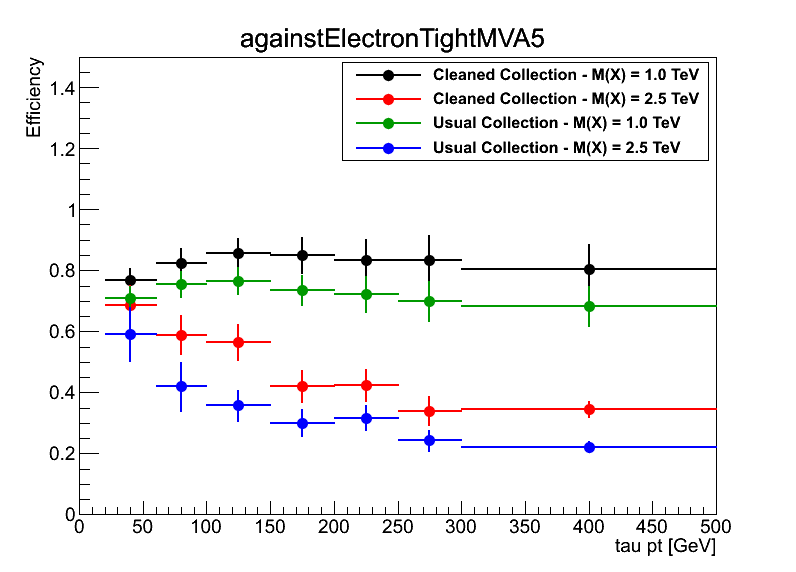 againstElectronTightMVA5
Efficiency
Cleaned Collection - M(X) = 1.0 TeV
Cleaned Collection - M(X) = 2.5 TeV
Usual Collection - M(X) = 1.0 TeV
Usual Collection - M(X) = 2.5 TeV
1.4
1.2
1
0.8
0.6
0.4
0.2
0
0 50 100 150 200 250 300 350 400 450 500
tau pt [GeV]